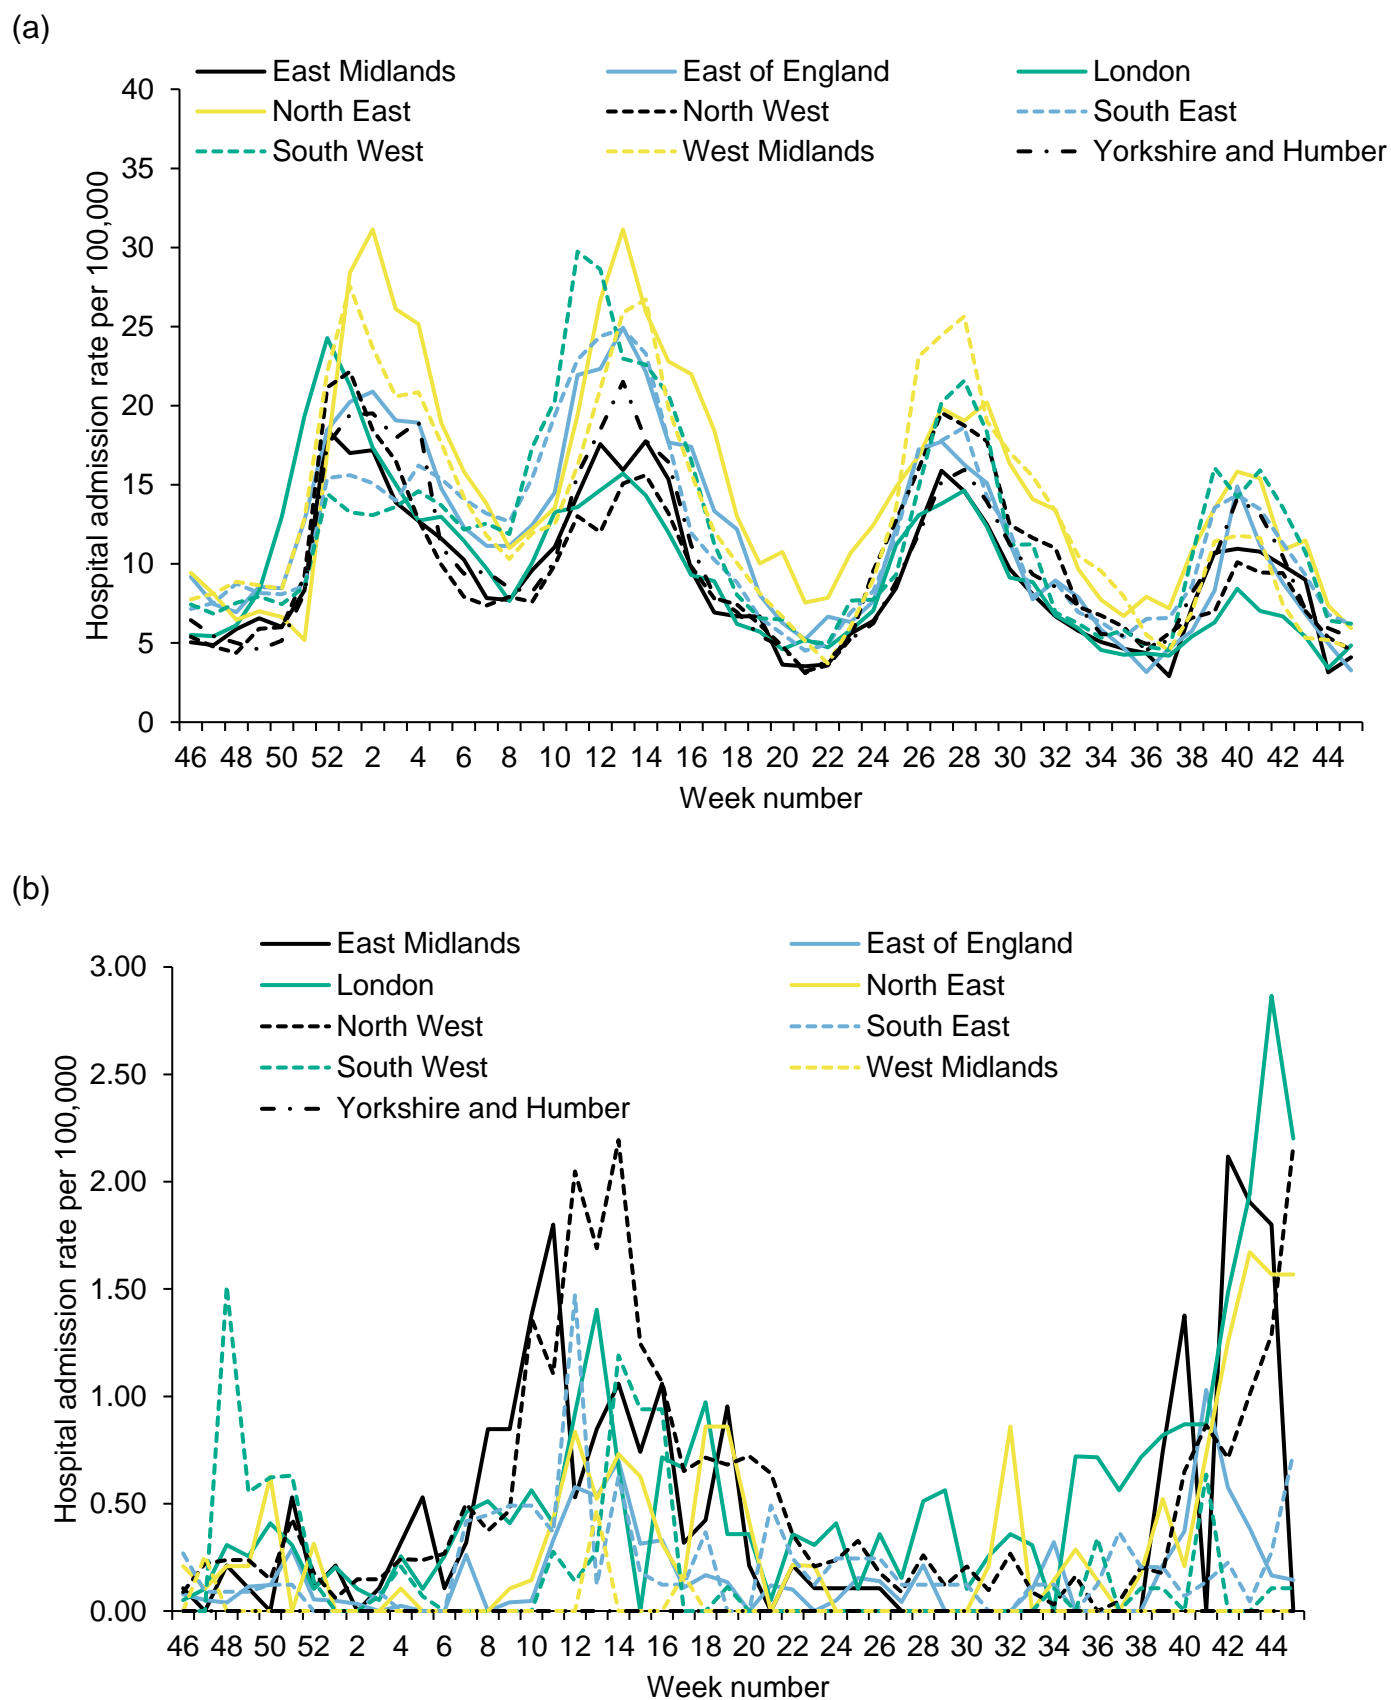 (a)
East Midlands East of England London
North East North West South East
South West West Midlands Yorkshire and Humber
Hospital admission rate per 100,000
40
35
30
25
20
15
10
5
0
46 48 50 52 2 4 6 8 10 12 14 16 18 20 22 24 26 28 30 32 34 36 38 40 42 44
Week number
(b)
East Midlands East of England
London North East
North West South East
South West West Midlands
Yorkshire and Humber
Hospital admission rate per 100,000
3.00
2.50
2.00
1.50
1.00
0.50
0.00
46 48 50 52 2 4 6 8 10 12 14 16 18 20 22 24 26 28 30 32 34 36 38 40 42 44
Week number